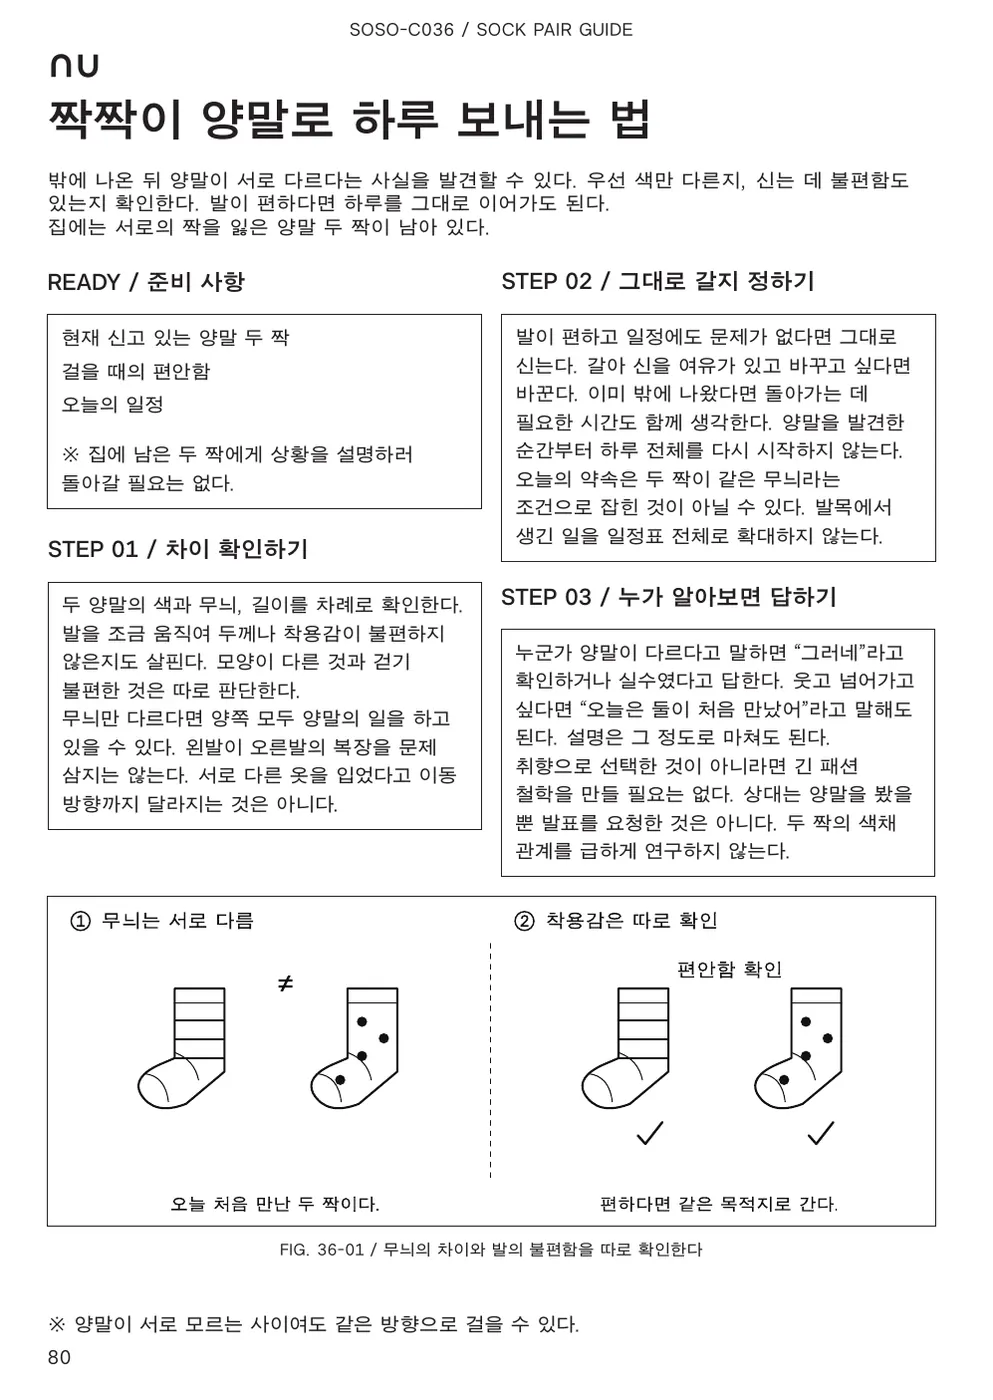 SOSO-C036 / SOCK PAIR GUIDE
nu
짝짝이 양말로 하루 보내는 법
밖에 나온 뒤 양말이 서로 다르다는 사실을 발견할 수 있다. 우선 색만 다른지, 신는 데 불편함도
있는지 확인한다. 발이 편하다면 하루를 그대로 이어가도 된다.
집에는 서로의 짝을 잃은 양말 두 짝이 남아 있다.
READY / 준비 사항
현재 신고 있는 양말 두 짝
걸을 때의 편안함
오늘의 일정
※ 집에 남은 두 짝에게 상황을 설명하러
돌아갈 필요는 없다.
STEP 01 / 차이 확인하기
두 양말의 색과 무늬, 길이를 차례로 확인한다.
발을 조금 움직여 두께나 착용감이 불편하지
않은지도 살핀다. 모양이 다른 것과 걷기
불편한 것은 따로 판단한다.
무늬만 다르다면 양쪽 모두 양말의 일을 하고
있을 수 있다. 왼발이 오른발의 복장을 문제
삼지는 않는다. 서로 다른 옷을 입었다고 이동
방향까지 달라지는 것은 아니다.
STEP 02 / 그대로 갈지 정하기
발이 편하고 일정에도 문제가 없다면 그대로
신는다. 갈아 신을 여유가 있고 바꾸고 싶다면
바꾼다. 이미 밖에 나왔다면 돌아가는 데
필요한 시간도 함께 생각한다. 양말을 발견한
순간부터 하루 전체를 다시 시작하지 않는다.
오늘의 약속은 두 짝이 같은 무늬라는
조건으로 잡힌 것이 아닐 수 있다. 발목에서
생긴 일을 일정표 전체로 확대하지 않는다.
STEP 03 / 누가 알아보면 답하기
누군가 양말이 다르다고 말하면 “그러네”라고
확인하거나 실수였다고 답한다. 웃고 넘어가고
싶다면 “오늘은 둘이 처음 만났어”라고 말해도
된다. 설명은 그 정도로 마쳐도 된다.
취향으로 선택한 것이 아니라면 긴 패션
철학을 만들 필요는 없다. 상대는 양말을 봤을
뿐 발표를 요청한 것은 아니다. 두 짝의 색채
관계를 급하게 연구하지 않는다.
① 무늬는 서로 다름
≠
오늘 처음 만난 두 짝이다.
② 착용감은 따로 확인
편안함 확인
편하다면 같은 목적지로 간다.
FIG. 36-01 / 무늬의 차이와 발의 불편함을 따로 확인한다
※ 양말이 서로 모르는 사이여도 같은 방향으로 걸을 수 있다.
80